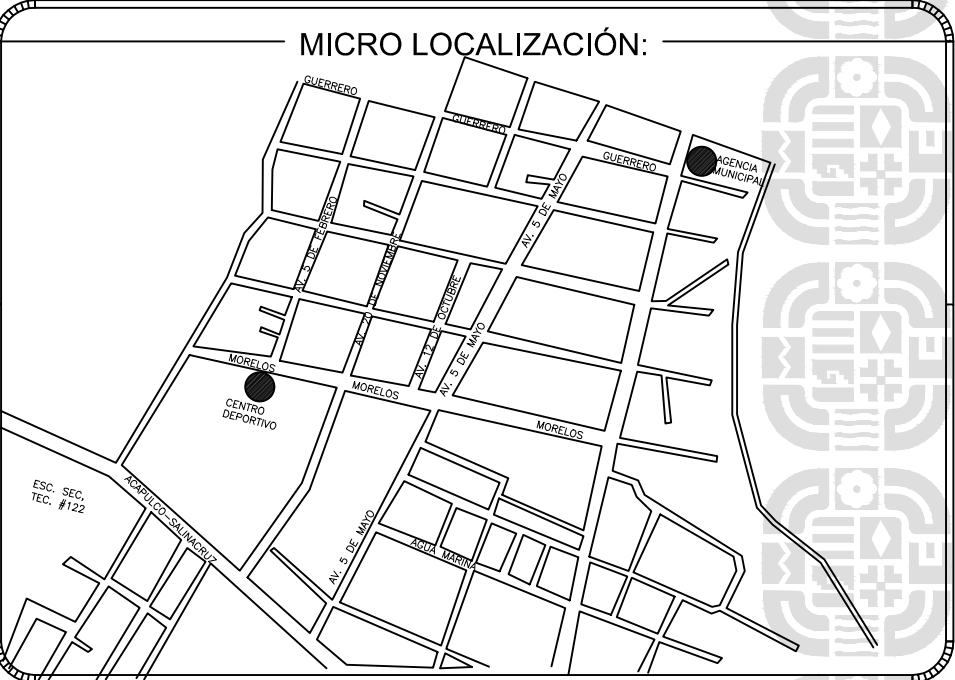 MICRO LOCALIZACIÓN:
GUERRERO
GUERRERO
GUERRERO
AGENCIA
MUNICIPAL
AV. 5 DE MAYO
AV. 5 DE FEBRERO
AV. 20 DE NOVIEMBRE
AV. 12 DE OCTUBRE
AV. 5 DE MAYO
MORELOS
MORELOS
MORELOS
CENTRO
DEPORTIVO
ESC. SEC,
TEC. #122
ACAPULCO-SALINACRUZ
AV. 5 DE MAYO
AGUA MARINA